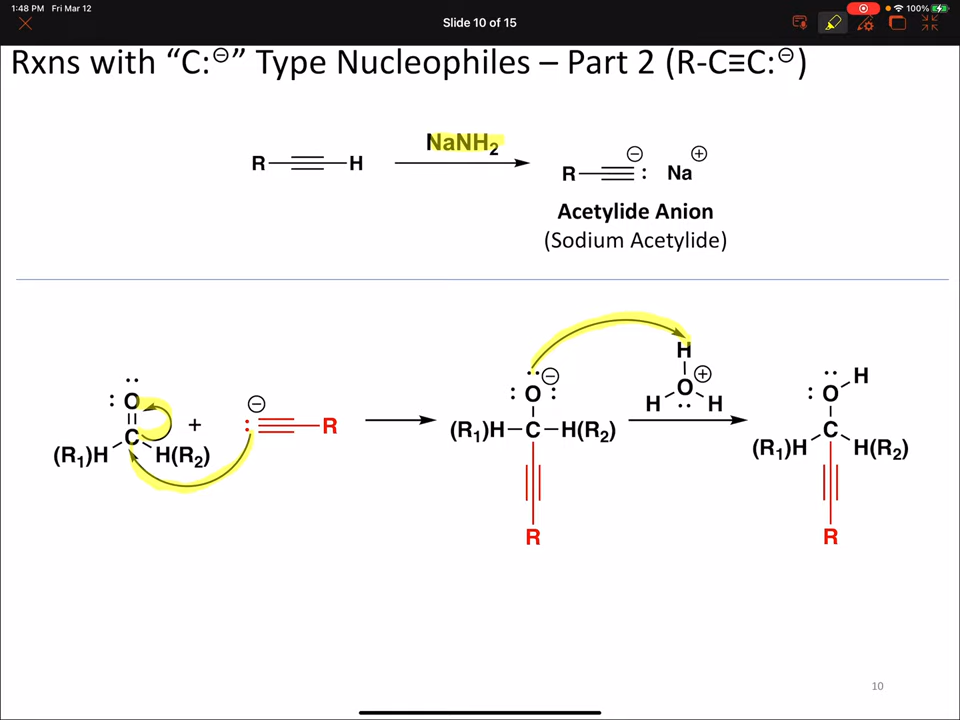 1:48 PM Fri Mar 12
100%
Slide 10 of 15
Rxns with “C:⊖” Type Nucleophiles – Part 2 (R-C≡C:⊖)
NaNH2
R H
R : Na
Acetylide Anion
(Sodium Acetylide)
O
C
(R1)H H(R2)
+
R
O
(R1)H–C–H(R2)
R
H
O
H H
O H
C
(R1)H H(R2)
R
10